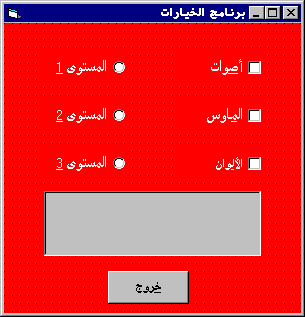 برنامج الخيارات
أصوات المستوى 1
الماوس المستوى 2
الألوان المستوى 3
خروج